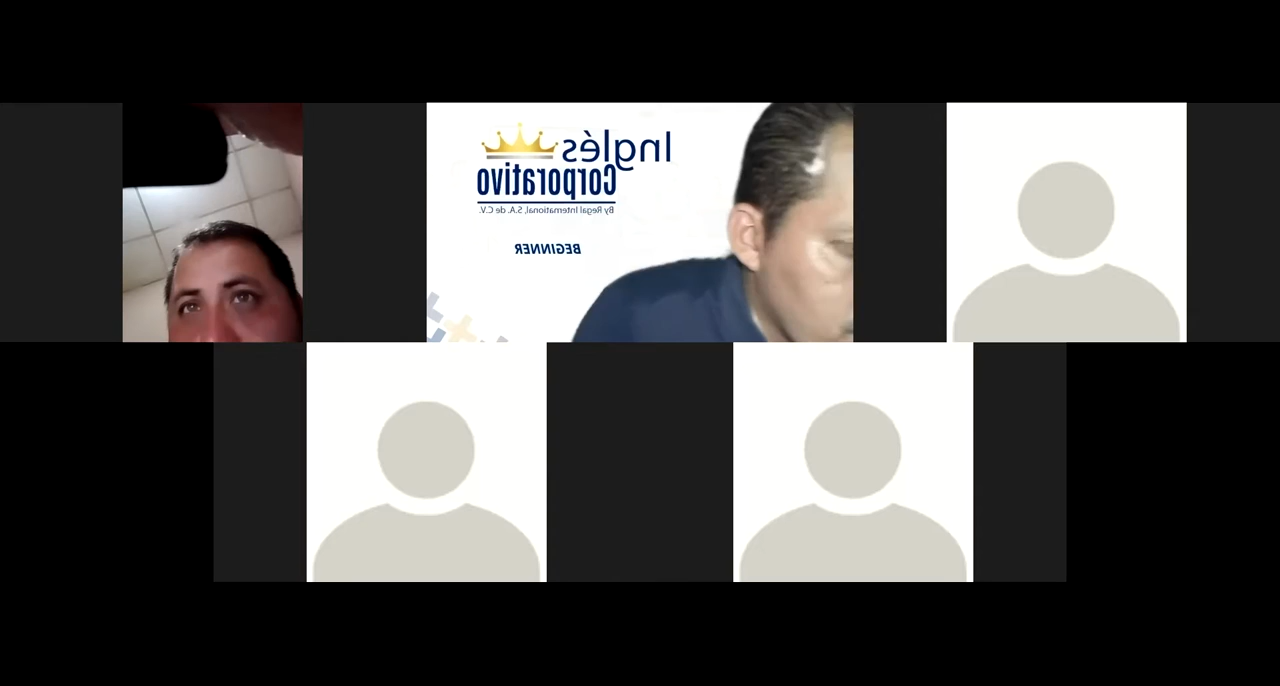 Inglés
Corporativo
By Regal International, S.A. de C.V.
BEGINNER